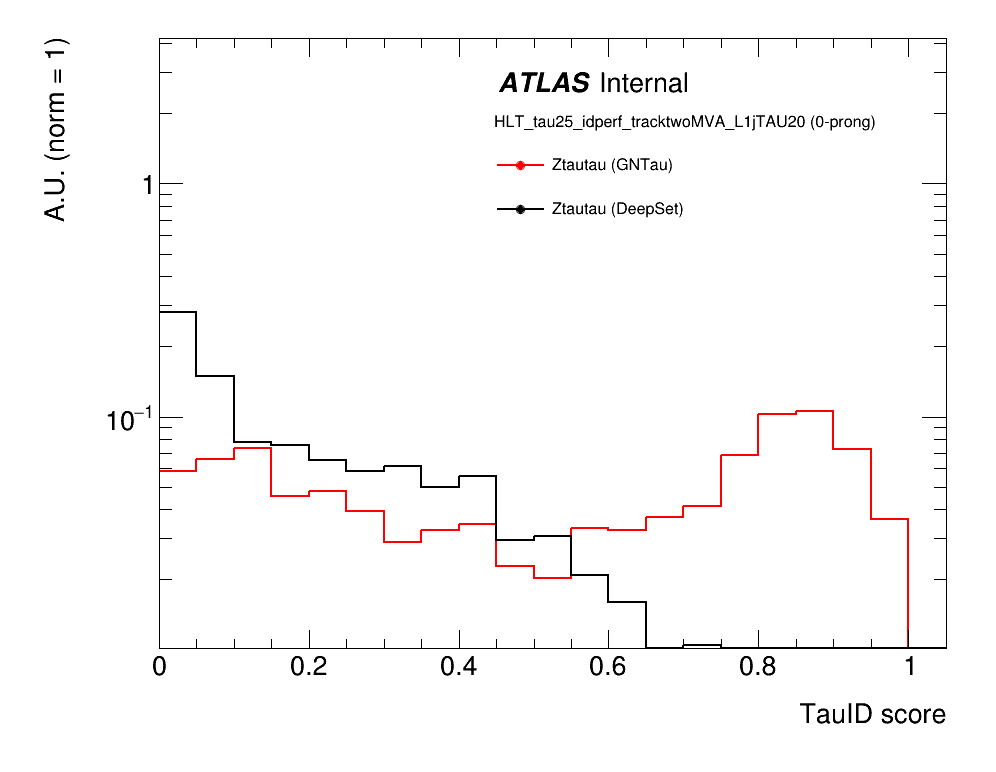 A.U. (norm = 1)
ATLAS Internal
HLT_tau25_idperf_tracktwoMVA_L1jTAU20 (0-prong)
Ztautau (GNTau)
Ztautau (DeepSet)
1
10⁻¹
0 0.2 0.4 0.6 0.8 1
TauID score